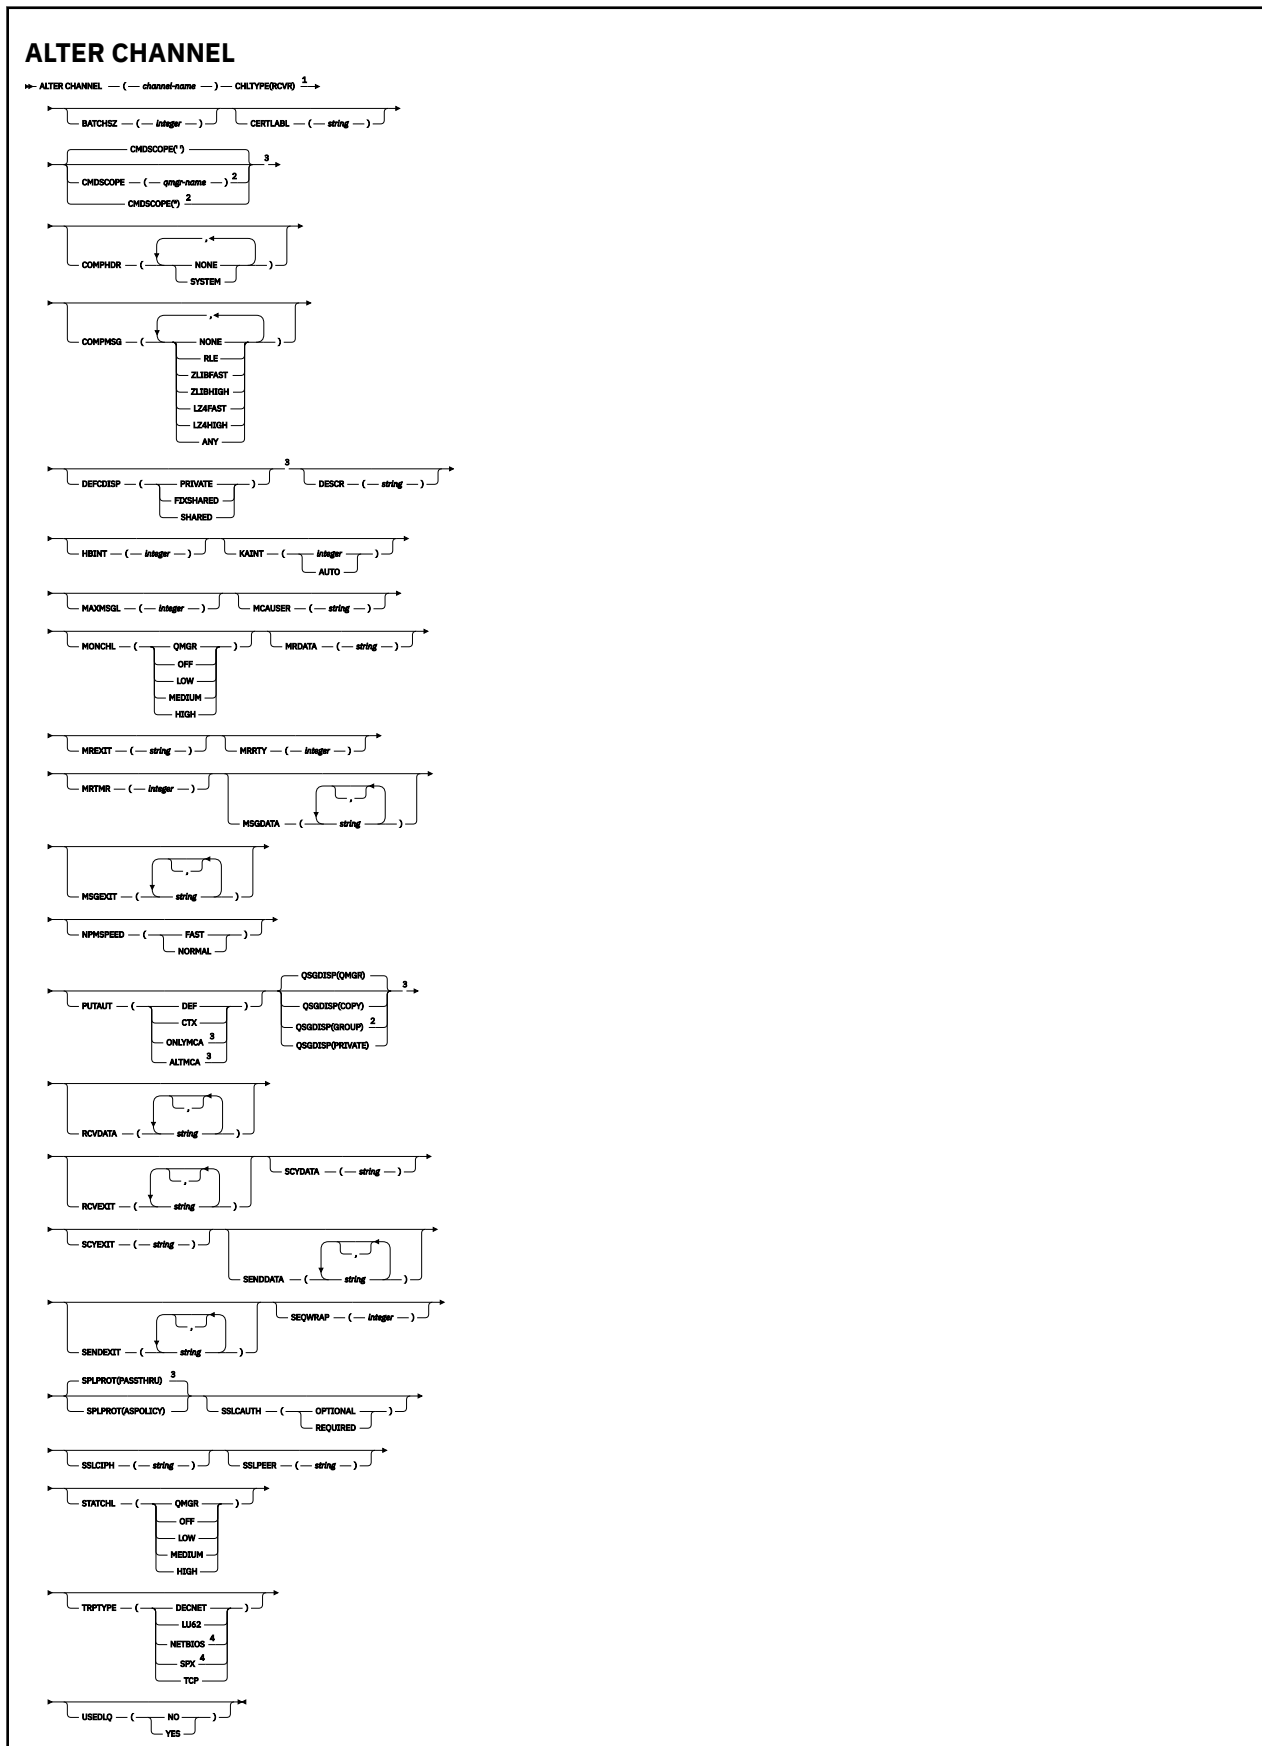 ALTER CHANNEL
ALTER CHANNEL ( channel-name ) CHLTYPE(RCVR) 1
BATCHSZ ( integer ) CERTLABL ( string )
CMDSCOPE(' ')
3
CMDSCOPE ( qmgr-name ) 2
CMDSCOPE(*) 2
,
COMPHDR ( NONE )
SYSTEM
,
COMPMSG ( NONE )
RLE
ZLIBFAST
ZLIBHIGH
LZ4FAST
LZ4HIGH
ANY
3
DEFCDISP ( PRIVATE ) DESCR ( string )
FIXSHARED
SHARED
HBINT ( integer ) KAINT ( integer )
AUTO
MAXMSGL ( integer ) MCAUSER ( string )
MONCHL ( QMGR ) MRDATA ( string )
OFF
LOW
MEDIUM
HIGH
MREXIT ( string ) MRRTY ( integer )
MRTMR ( integer )
,
MSGDATA ( string )
,
MSGEXIT ( string )
NPMSPEED ( FAST )
NORMAL
QSGDISP(QMGR)
3
PUTAUT ( DEF ) QSGDISP(COPY)
CTX QSGDISP(GROUP) 2
ONLYMCA 3 QSGDISP(PRIVATE)
ALTMCA 3
,
RCVDATA ( string )
SCYDATA ( string )
,
RCVEXIT ( string )
SCYEXIT ( string )
,
SENDDATA ( string )
SEQWRAP ( integer )
,
SENDEXIT ( string )
SPLPROT(PASSTHRU) 3
SPLPROT(ASPOLICY) SSLCAUTH ( OPTIONAL )
REQUIRED
SSLCIPH ( string ) SSLPEER ( string )
STATCHL ( QMGR )
OFF
LOW
MEDIUM
HIGH
TRPTYPE ( DECNET )
LU62
NETBIOS 4
SPX 4
TCP
USEDLQ ( NO )
YES